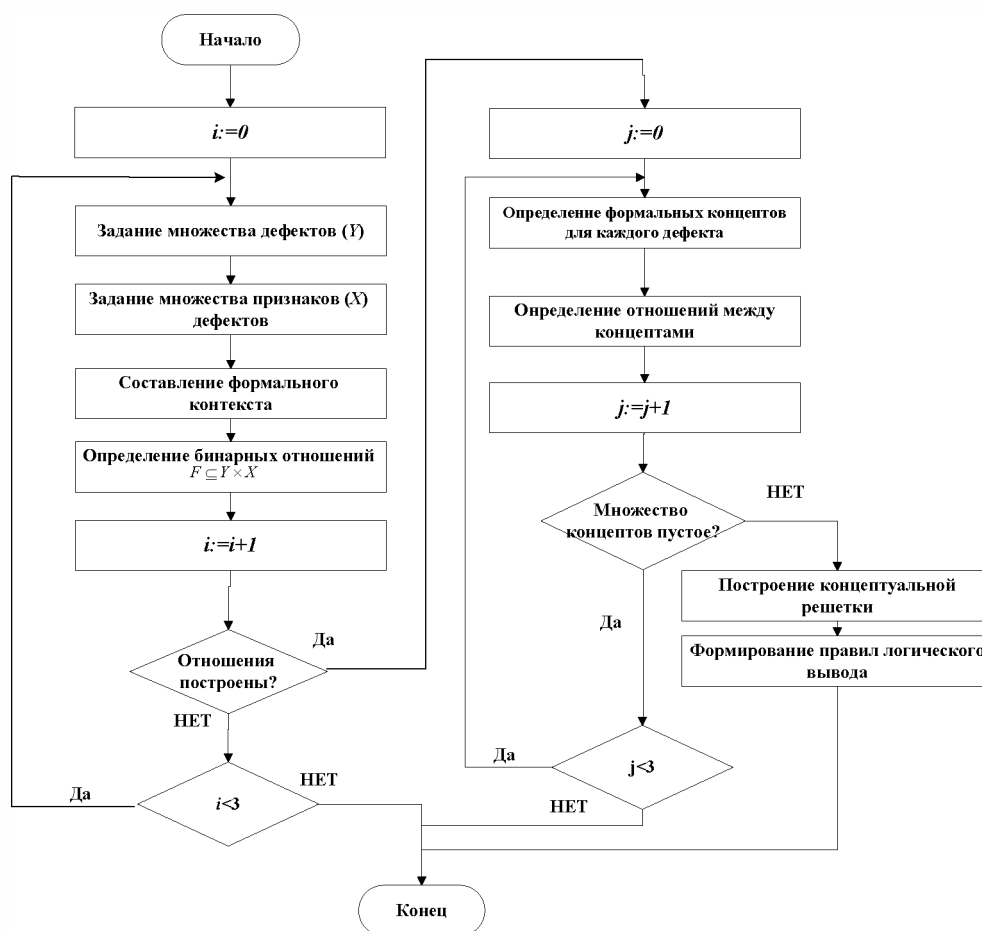 Начало
i:=0
Задание множества дефектов (Y)
Задание множества признаков (X)
дефектов
Составление формального
контекста
Определение бинарных отношений
F ⊆ Y × X
i:=i+1
Да
Отношения
построены?
НЕТ
НЕТ
Да
i<3
j:=0
Определение формальных концептов
для каждого дефекта
Онределение отношений между
концептами
j:=j+1
НЕТ
Множество
концептов пустое?
Построение концептуальной
решетки
Да
Формирование правил логического
вывода
Да
j<3
НЕТ
Конец